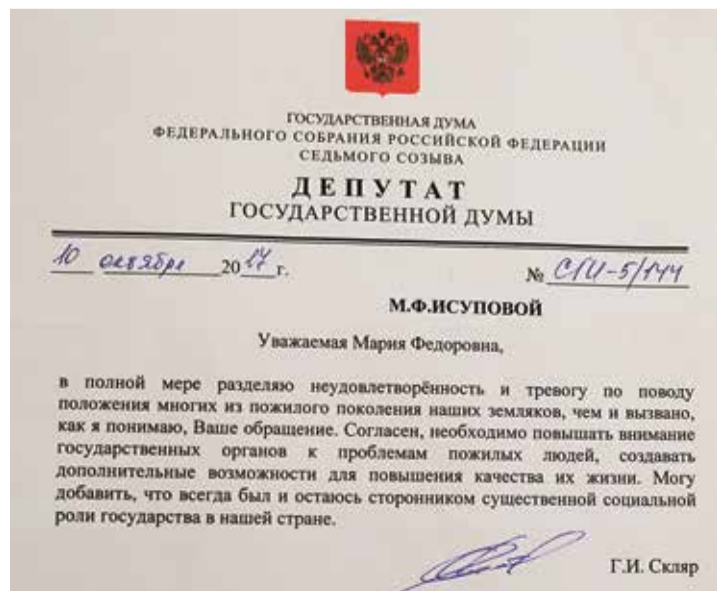 ГОСУДАРСТВЕННАЯ ДУМА
ФЕДЕРАЛЬНОГО СОБРАНИЯ РОССИЙСКОЙ ФЕДЕРАЦИИ
СЕДЬМОГО СОЗЫВА
ДЕПУТАТ
ГОСУДАРСТВЕННОЙ ДУМЫ
10 октября 2017 г.
№ СГИ-5/144
М.Ф.ИСУПОВОЙ
Уважаемая Мария Федоровна,
в полной мере разделяю неудовлетворённость и тревогу по поводу
положения многих из пожилого поколения наших земляков, чем и вызвано,
как я понимаю, Ваше обращение. Согласен, необходимо повышать внимание
государственных органов к проблемам пожилых людей, создавать
дополнительные возможности для повышения качества их жизни. Могу
добавить, что всегда был и остаюсь сторонником существенной социальной
роли государства в нашей стране.
Г.И. Скляр